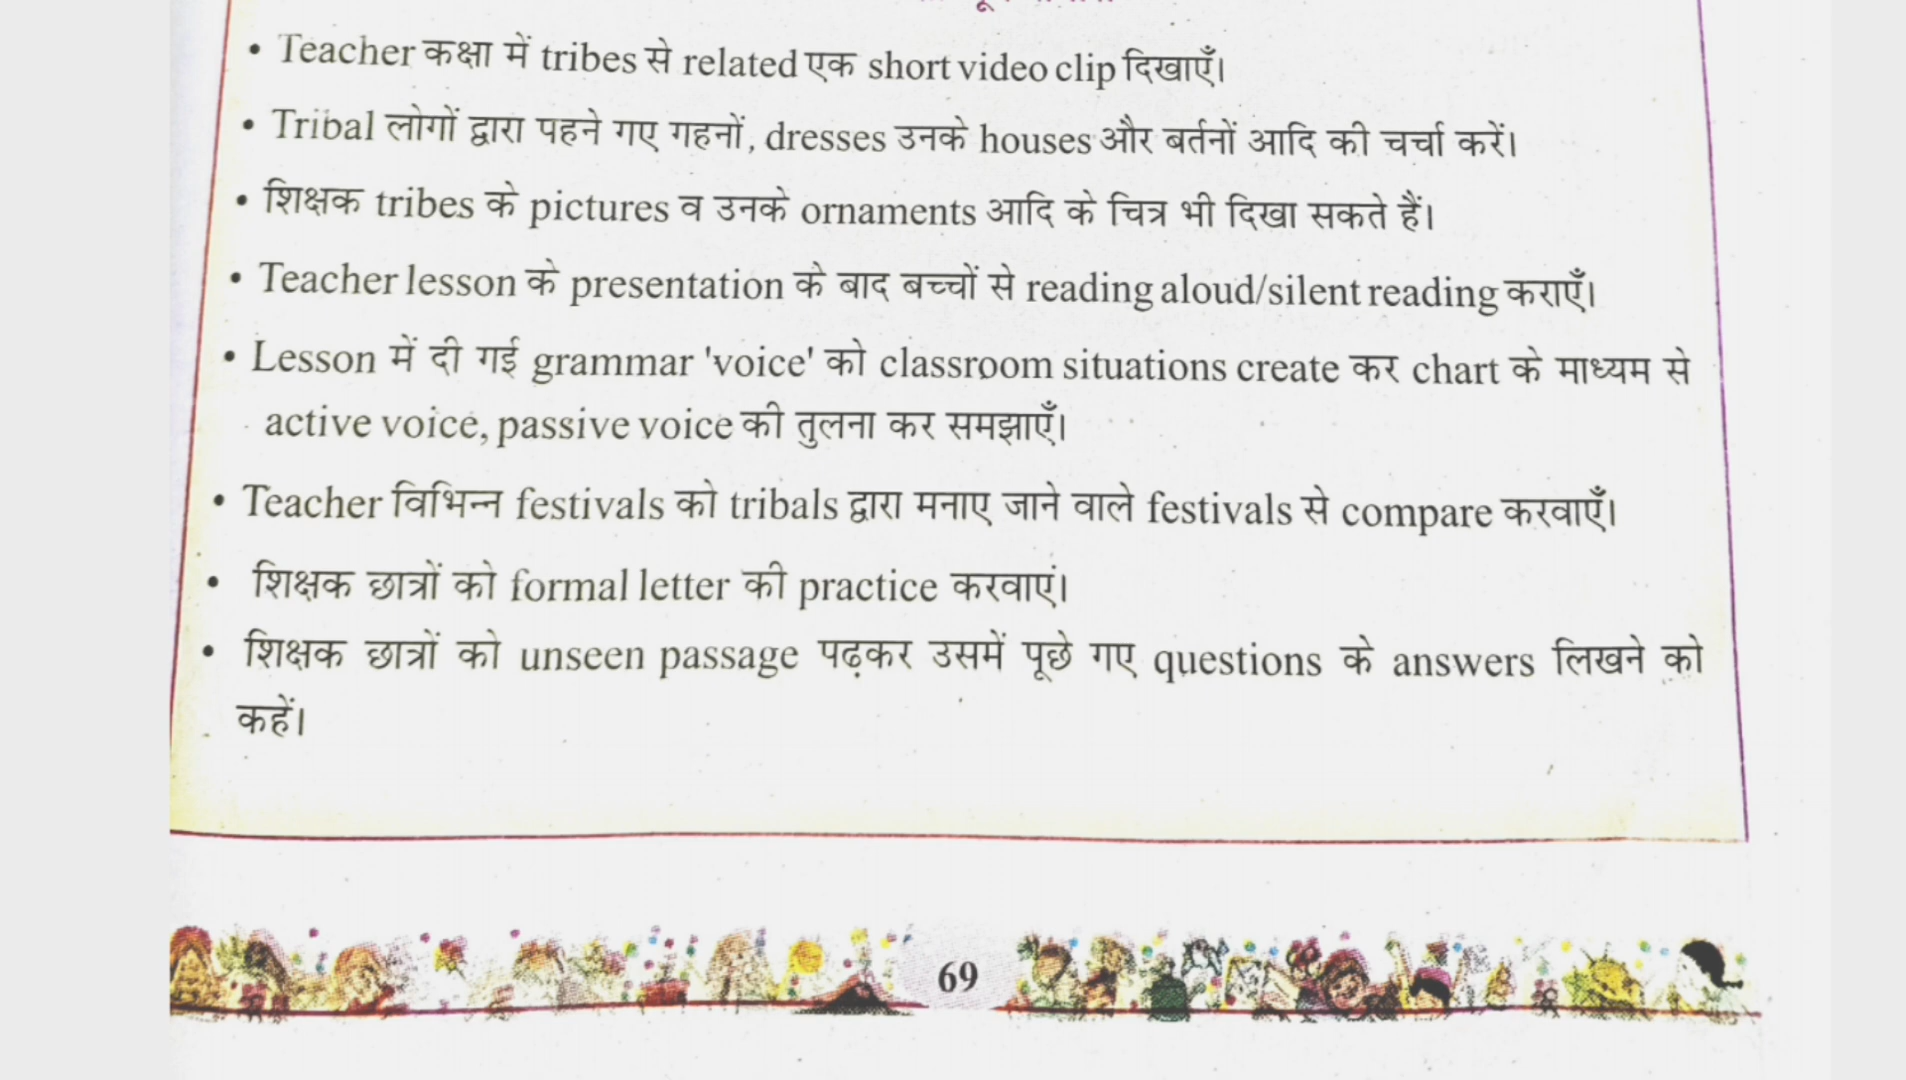 • Teacher कक्षा में tribes से related एक short video clip दिखाएँ।
• Tribal लोगों द्वारा पहने गए गहनों, dresses उनके houses और बर्तनों आदि की चर्चा करें।
• शिक्षक tribes के pictures व उनके ornaments आदि के चित्र भी दिखा सकते हैं।
• Teacher lesson के presentation के बाद बच्चों से reading aloud/silent reading कराएँ।
• Lesson में दी गई grammar 'voice' को classroom situations create कर chart के माध्यम से
active voice, passive voice की तुलना कर समझाएँ।
• Teacher विभिन्न festivals को tribals द्वारा मनाए जाने वाले festivals से compare करवाएँ।
• शिक्षक छात्रों को formal letter की practice करवाएं।
• शिक्षक छात्रों को unseen passage पढ़कर उसमें पूछे गए questions के answers लिखने को
कहें।
69